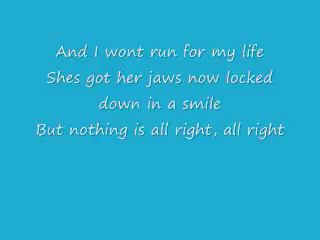 And I wont run for my life
Shes got her jaws now locked
down in a smile
But nothing is all right, all right